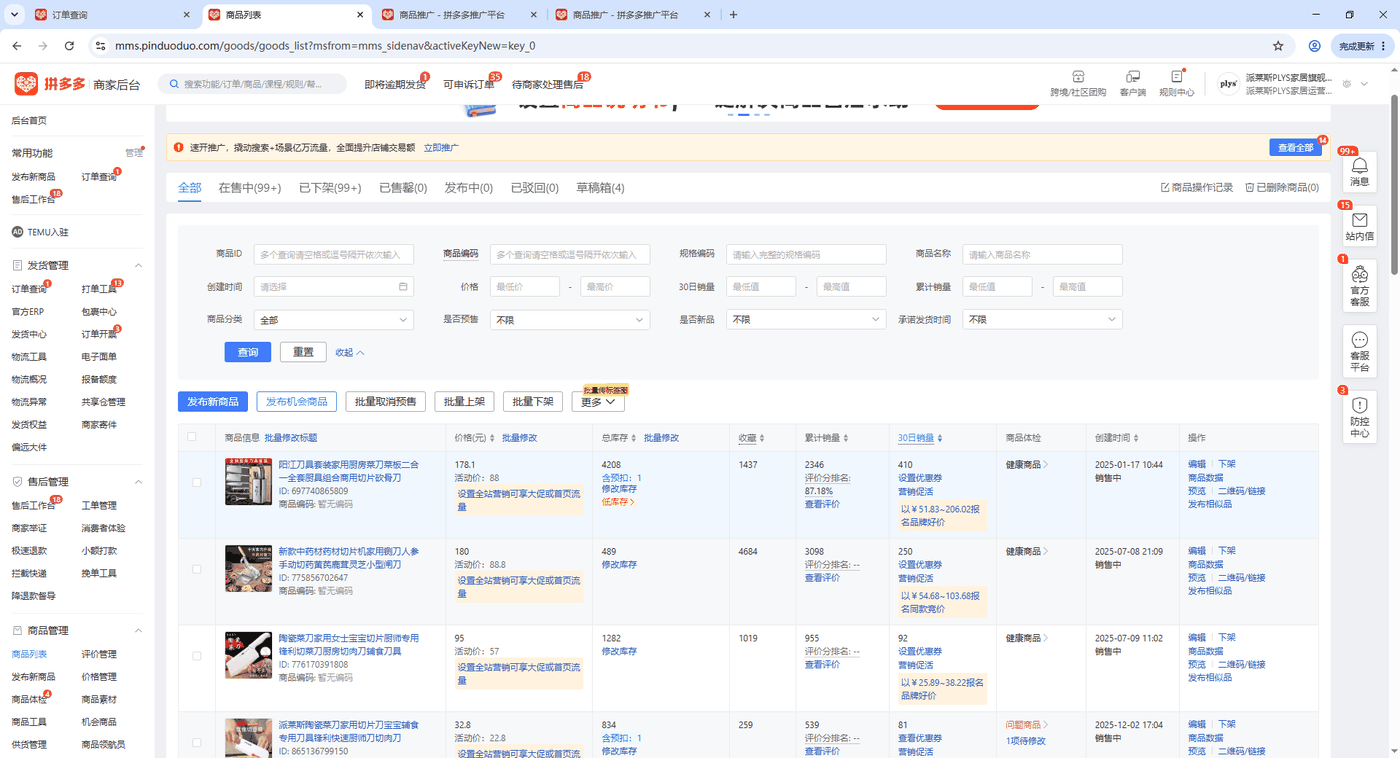 订单查询
商品列表
商品推广 - 拼多多推广平台
商品推广 - 拼多多推广平台
mms.pinduoduo.com/goods/goods_list?msfrom=mms_sidenav&activeKeyNew=key_0
完成更新
拼多多 商家后台
搜索功能/订单/商品/课程/规则/帮...
即将逾期发货 1
可申诉订单 35
待商家处理售后 18
跨境/社区团购
客户端
规则中心
plys
派莱斯PLYS家居旗舰...
派莱斯PLYS家居运营...
后台首页
常用功能 管理
发布新商品 订单查询 1
售后工作台 18
AD TEMU入驻
发货管理
订单查询 1 打单工具 13
官方ERP 包裹中心
发货中心 订单开票 3
物流工具 电子面单
物流概况 报备额度
物流异常 共享仓管理
发货权益 商家寄件
偏远大件
售后管理
售后工作台 18 工单管理
商家举证 消费者体验
极速退款 小额打款
拦截快递 挽单工具
降退款督导
商品管理
商品列表 评价管理
发布新商品 价格管理
商品体检 4 商品素材
商品工具 机会商品
供货管理 商品领航员
速开推广，撬动搜索+场景亿万流量，全面提升店铺交易额 立即推广
查看全部 14
全部 在售中(99+) 已下架(99+) 已售罄(0) 发布中(0) 已驳回(0) 草稿箱(4)
商品操作记录 已删除商品(0)
商品ID 多个查询请空格或逗号隔开依次输入
商品编码 多个查询请空格或逗号隔开依次输入
规格编码 请输入完整的规格编码
商品名称 请输入商品名称
创建时间 请选择
价格 最低价 - 最高价
30日销量 最低值 - 最高值
累计销量 最低值 - 最高值
商品分类 全部
是否预售 不限
是否新品 不限
承诺发货时间 不限
查询 重置 收起
发布新商品 发布机会商品 批量取消预售 批量上架 批量下架 更多
批量传标签图
商品信息 批量修改标题 价格(元) 批量修改 总库存 批量修改 收藏 累计销量 30日销量 商品体检 创建时间 操作
阳江刀具套装家用厨房菜刀菜板二合
一全套厨具组合商用切片砍骨刀
ID: 697740865809
商品编码: 暂无编码
178.1
活动价：88
设置全站营销可享大促或首页流
量
4208
含预扣：1
修改库存
低库存
1437
2346
评价分排名:
87.18%
查看评价
410
设置优惠券
营销促活
以￥51.83~206.02报
名品牌好价
健康商品
2025-01-17 10:44
销售中
编辑 下架
商品数据
预览 二维码/链接
发布相似品
新款中药材药材切片机家用铡刀人参
手动切药黄芪鹿茸灵芝小型闸刀
ID: 775856702647
商品编码: 暂无编码
180
活动价：88.8
设置全站营销可享大促或首页流
量
489
修改库存
4684
3098
评价分排名: --
查看评价
250
设置优惠券
营销促活
以￥54.68~103.68报
名同款竞价
健康商品
2025-07-08 21:09
销售中
编辑 下架
商品数据
预览 二维码/链接
发布相似品
陶瓷菜刀家用女士宝宝切片厨师专用
锋利切菜刀厨房切肉刀辅食刀具
ID: 776170391808
商品编码: 暂无编码
95
活动价：57
设置全站营销可享大促或首页流
量
1282
修改库存
1019
955
评价分排名: --
查看评价
92
设置优惠券
营销促活
以￥25.89~38.22报名
品牌好价
健康商品
2025-07-09 11:02
销售中
编辑 下架
商品数据
预览 二维码/链接
发布相似品
派莱斯陶瓷菜刀家用切片刀宝宝辅食
专用刀具锋利快速厨师刀切肉刀
ID: 865136799150
32.8
活动价：22.8
设置全站营销可享大促或首页流
834
含预扣：1
修改库存
259
539
评价分排名: --
查看评价
81
查看优惠券
营销促活
问题商品
1项待修改
2025-12-02 17:04
销售中
编辑 下架
商品数据
预览 二维码/链接
99+
消息
15
站内信
1
官方
客服
客服
平台
3
防控
中心